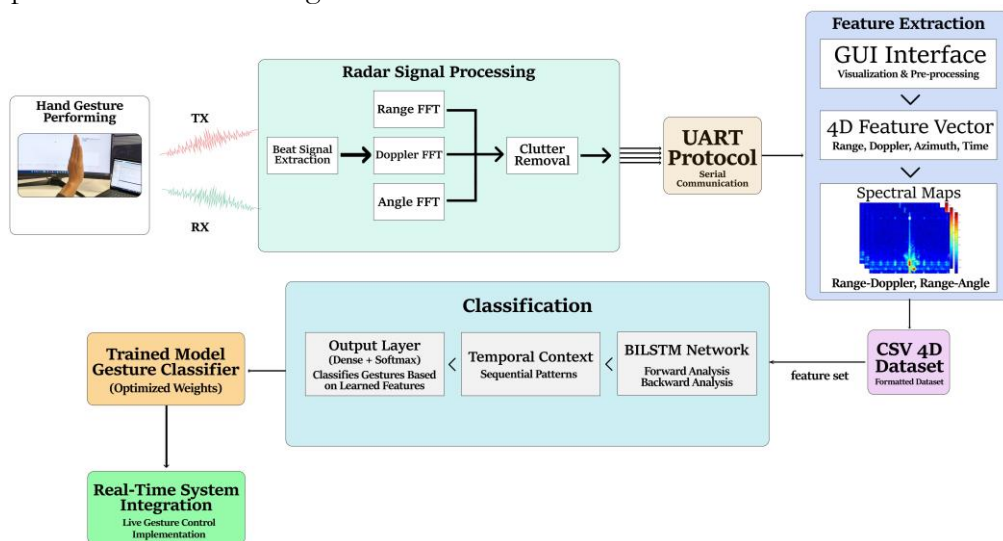 Hand Gesture
Performing
TX
RX
Radar Signal Processing
Beat Signal
Extraction
Range FFT
Doppler FFT
Angle FFT
Clutter
Removal
UART
Protocol
Serial
Communication
Feature Extraction
GUI Interface
Visualization & Pre-processing
4D Feature Vector
Range, Doppler, Azimuth, Time
Spectral Maps
Range-Doppler, Range-Angle
CSV 4D
Dataset
Formatted Dataset
feature set
Classification
BILSTM Network
Forward Analysis
Backward Analysis
Temporal Context
Sequential Patterns
Output Layer
(Dense + Softmax)
Classifies Gestures Based
on Learned Features
Trained Model
Gesture Classifier
(Optimized Weights)
Real-Time System
Integration
Live Gesture Control
Implementation